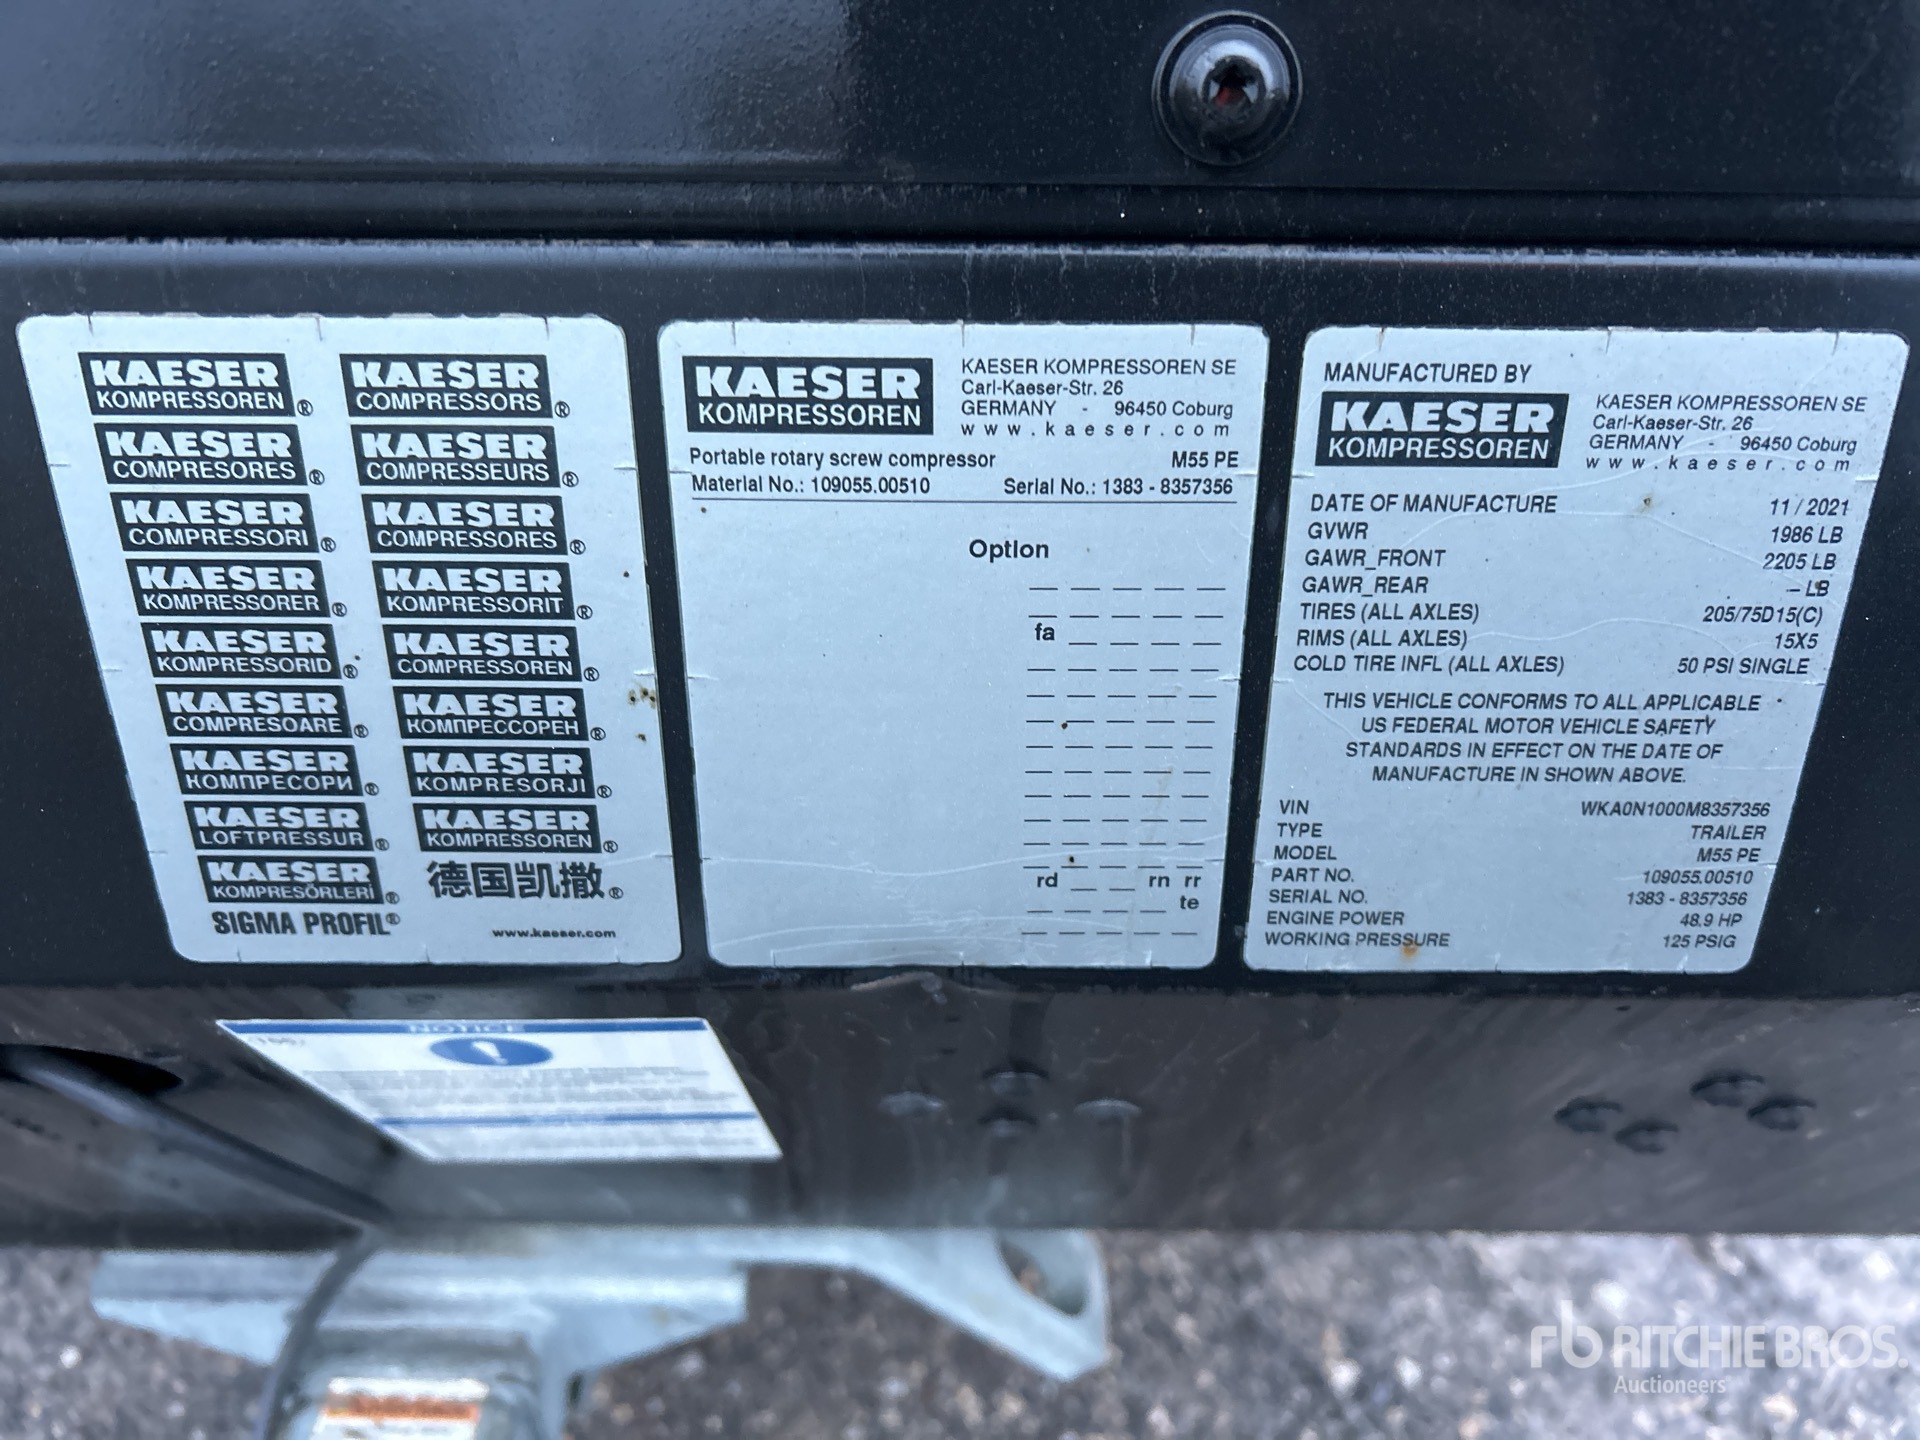 KAESER
KOMPRESSOREN ®
KAESER
COMPRESSORS ®
KAESER
COMPRESORES ®
KAESER
COMPRESSEURS ®
KAESER
COMPRESSORI ®
KAESER
COMPRESSORES ®
KAESER
KOMPRESSORER ®
KAESER
KOMPRESSORIT ®
KAESER
KOMPRESSORID ®
KAESER
COMPRESSOREN ®
KAESER
COMPRESOARE ®
KAESER
КОМПРЕССОРЕН ®
KAESER
КОМПРЕСОРИ ®
KAESER
KOMPRESORJI ®
KAESER
LOFTPRESSUR ®
KAESER
KOMPRESSOREN ®
KAESER
KOMPRESÖRLERİ ®
德国凯撒 ®
SIGMA PROFIL ®
www.kaeser.com
KAESER
KOMPRESSOREN
KAESER KOMPRESSOREN SE
Carl-Kaeser-Str. 26
GERMANY - 96450 Coburg
www.kaeser.com
Portable rotary screw compressor M55 PE
Material No.: 109055.00510 Serial No.: 1383 - 8357356
Option
fa
rd rn rr
te
MANUFACTURED BY
KAESER
KOMPRESSOREN
KAESER KOMPRESSOREN SE
Carl-Kaeser-Str. 26
GERMANY - 96450 Coburg
www.kaeser.com
DATE OF MANUFACTURE 11 / 2021
GVWR 1986 LB
GAWR_FRONT 2205 LB
GAWR_REAR - LB
TIRES (ALL AXLES) 205/75D15(C)
RIMS (ALL AXLES) 15X5
COLD TIRE INFL (ALL AXLES) 50 PSI SINGLE
THIS VEHICLE CONFORMS TO ALL APPLICABLE
US FEDERAL MOTOR VEHICLE SAFETY
STANDARDS IN EFFECT ON THE DATE OF
MANUFACTURE IN SHOWN ABOVE.
VIN WKA0N1000M8357356
TYPE TRAILER
MODEL M55 PE
PART NO. 109055.00510
SERIAL NO. 1383 - 8357356
ENGINE POWER 48.9 HP
WORKING PRESSURE 125 PSIG
NOTICE
rb RITCHIE BROS.
Auctioneers